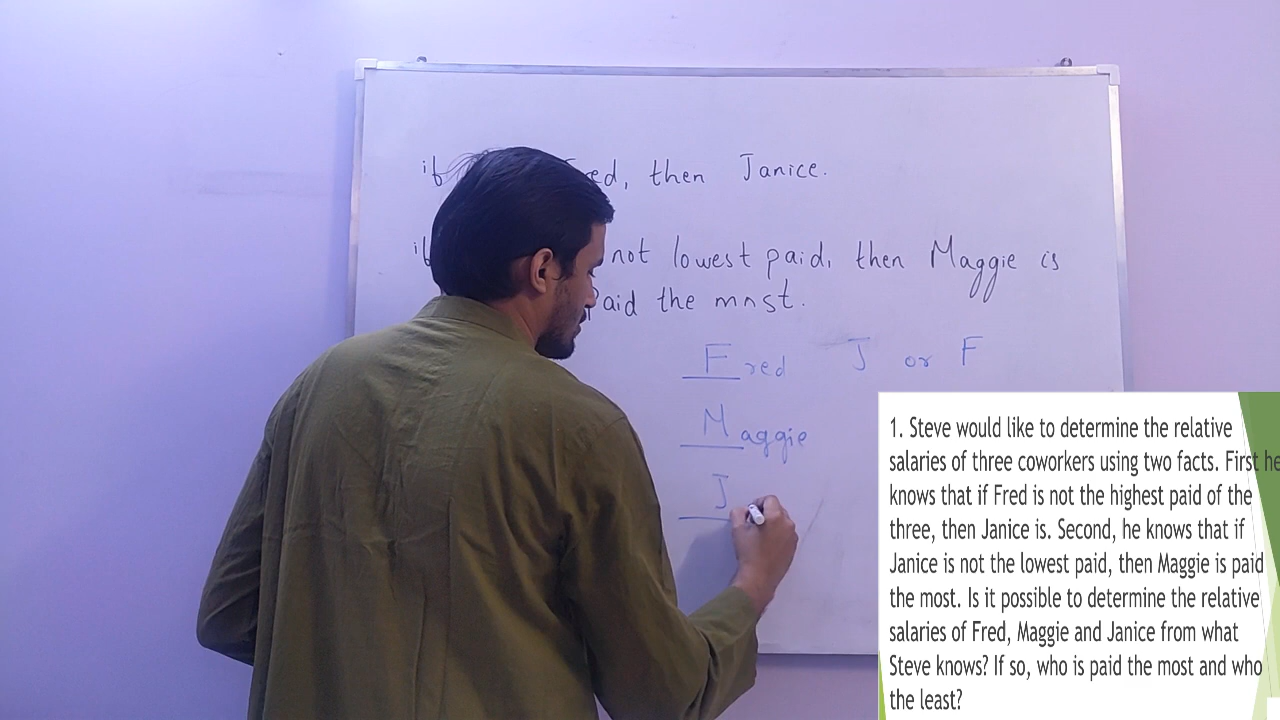 if red, then Janice.
not lowest paid, then Maggie is
Paid the most.
Fred J or F
Maggie
J
1. Steve would like to determine the relative
salaries of three coworkers using two facts. First he
knows that if Fred is not the highest paid of the
three, then Janice is. Second, he knows that if
Janice is not the lowest paid, then Maggie is paid
the most. Is it possible to determine the relative
salaries of Fred, Maggie and Janice from what
Steve knows? If so, who is paid the most and who
the least?